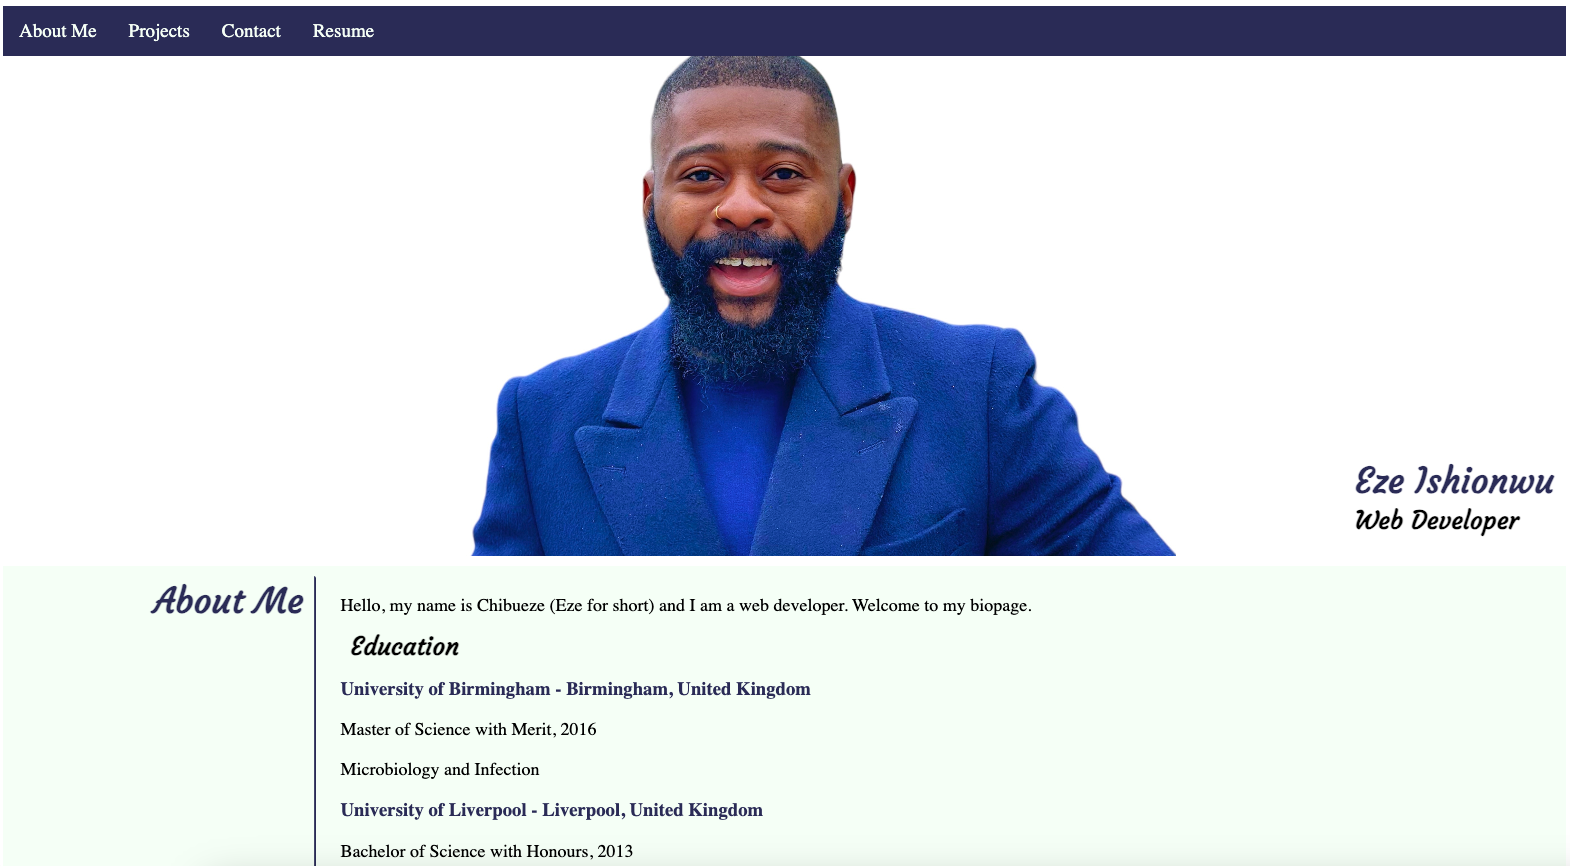 About Me Projects Contact Resume
Eze Ishionwu
Web Developer
About Me
Hello, my name is Chibueze (Eze for short) and I am a web developer. Welcome to my biopage.
Education
University of Birmingham - Birmingham, United Kingdom
Master of Science with Merit, 2016
Microbiology and Infection
University of Liverpool - Liverpool, United Kingdom
Bachelor of Science with Honours, 2013